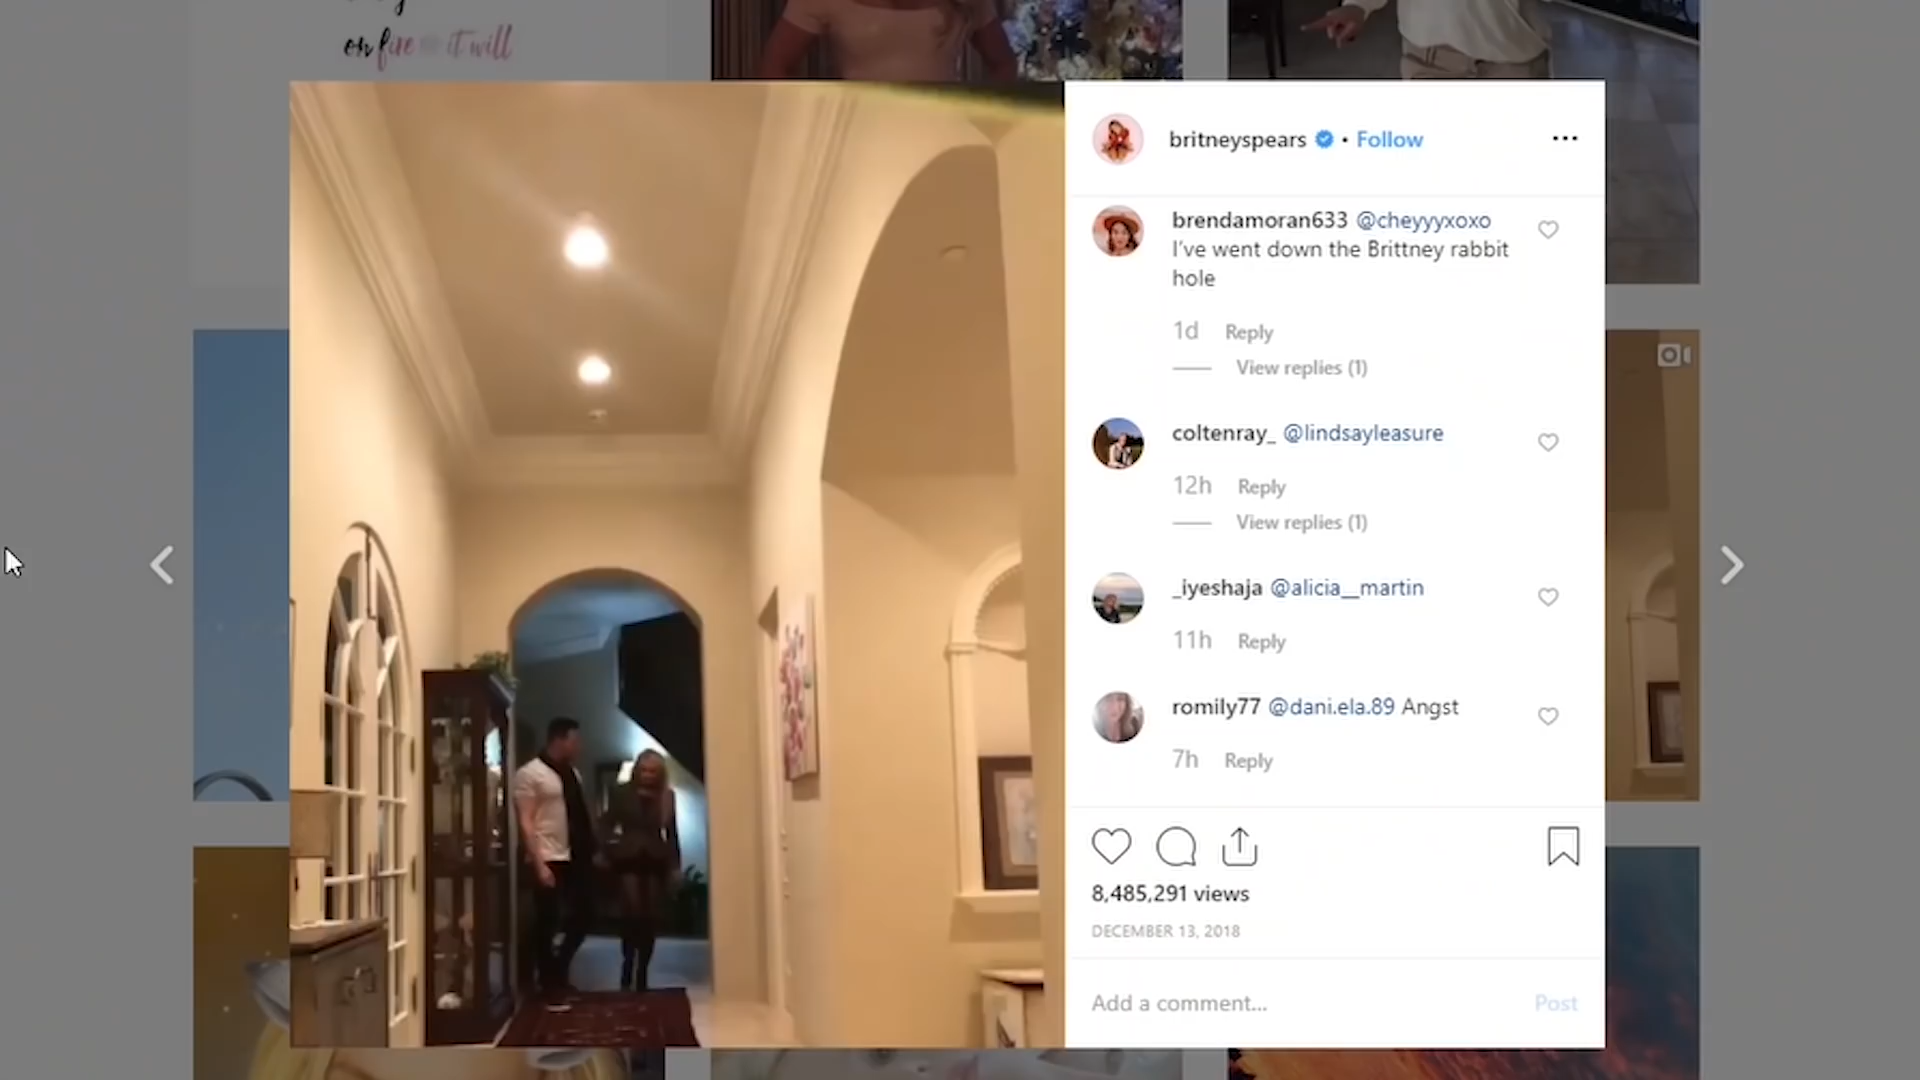 on fire it will
britneyspears • Follow
brendamoran633 @cheyyyxoxo
I've went down the Brittney rabbit
hole
1d Reply
View replies (1)
coltenray_ @lindsayleasure
12h Reply
View replies (1)
_iyeshaja @alicia__martin
11h Reply
romily77 @dani.ela.89 Angst
7h Reply
8,485,291 views
DECEMBER 13, 2018
Add a comment... Post